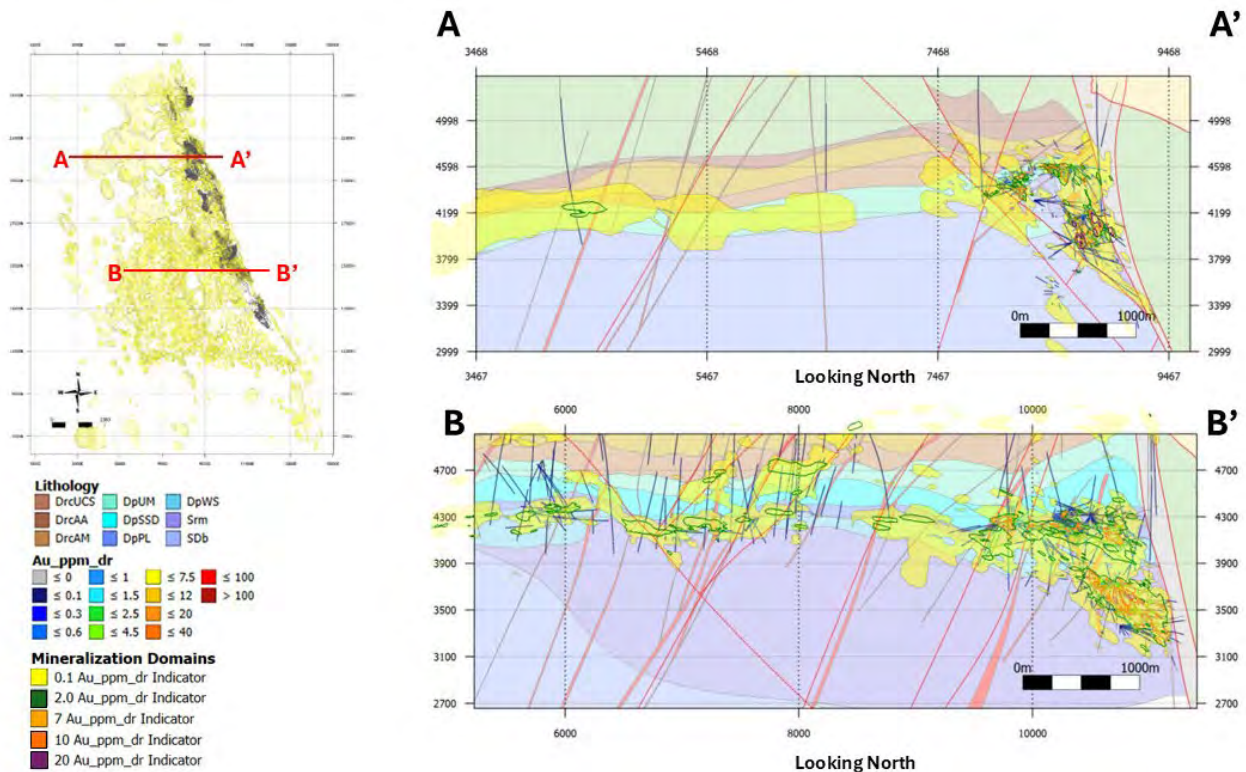 A
A'
3468
5468
7468
9468
A
A'
B
B'
4998
4598
4199
3799
3399
2999
4998
4598
4199
3799
3399
2999
0m
1000m
3467
5467
7467
9467
Looking North
B
B'
6000
8000
10000
4700
4300
3900
3500
3100
2700
4700
4300
3900
3500
3100
2700
0m
1000m
6000
8000
10000
Looking North
Lithology
DrcUCS
DpUM
DpWS
DrcAA
DpSSD
Srm
DrcAM
DpPL
SDb
Au_ppm_dr
≤ 0
≤ 1
≤ 7.5
≤ 100
≤ 0.1
≤ 1.5
≤ 12
> 100
≤ 0.3
≤ 2.5
≤ 20
≤ 0.6
≤ 4.5
≤ 40
Mineralization Domains
0.1 Au_ppm_dr Indicator
2.0 Au_ppm_dr Indicator
7 Au_ppm_dr Indicator
10 Au_ppm_dr Indicator
20 Au_ppm_dr Indicator